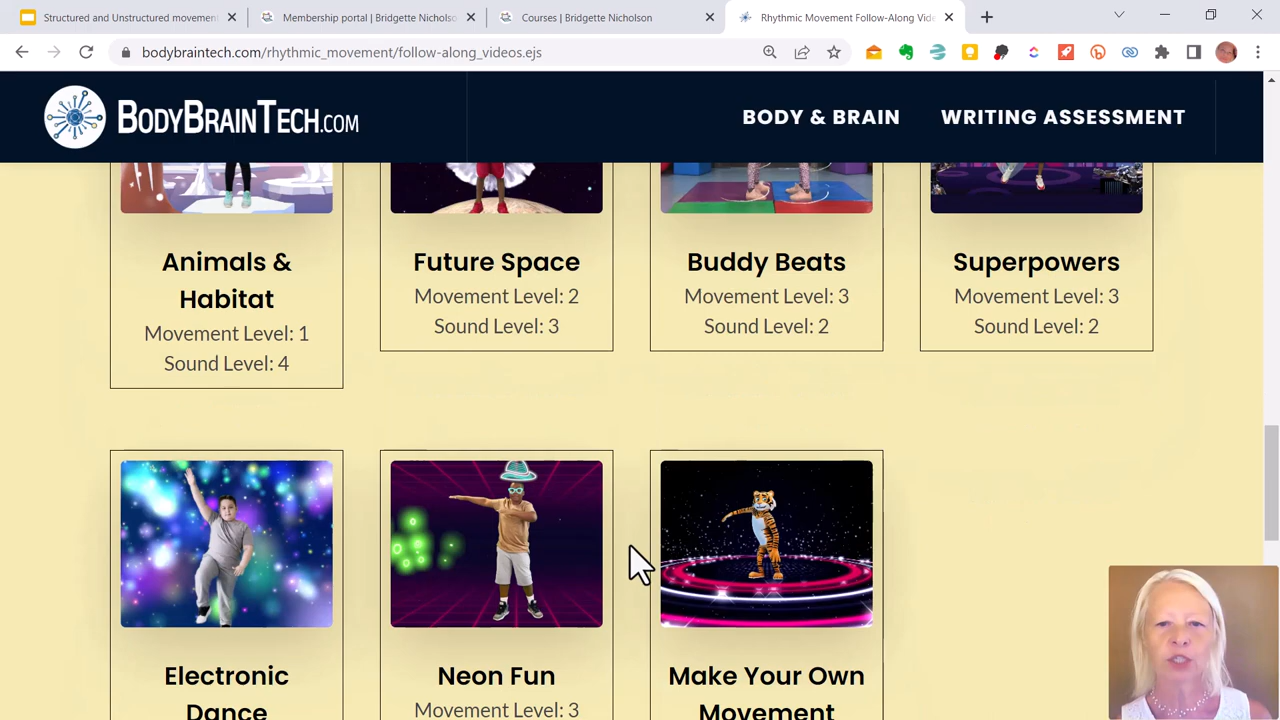 Structured and Unstructured movement
Membership portal | Bridgette Nicholso
Courses | Bridgette Nicholson
Rhythmic Movement Follow-Along Vide
bodybraintech.com/rhythmic_movement/follow-along_videos.ejs
BODYBRAINTECH.COM
BODY & BRAIN
WRITING ASSESSMENT
Animals &
Habitat
Movement Level: 1
Sound Level: 4
Future Space
Movement Level: 2
Sound Level: 3
Buddy Beats
Movement Level: 3
Sound Level: 2
Superpowers
Movement Level: 3
Sound Level: 2
Electronic
Dance
Neon Fun
Movement Level: 3
Make Your Own
Movement